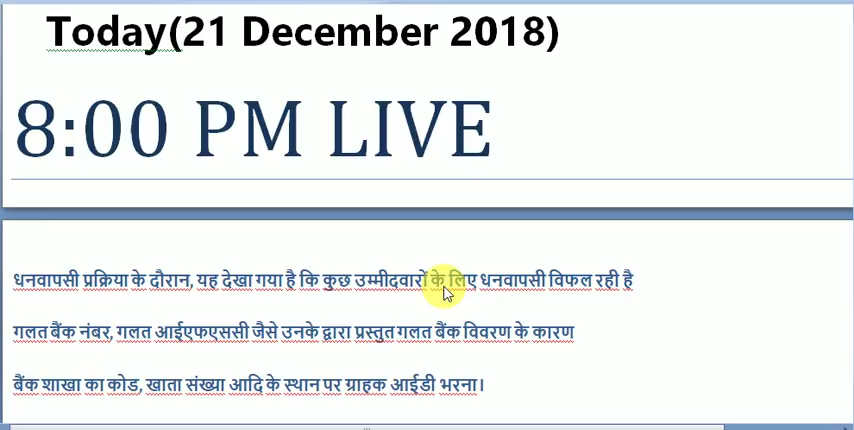 Today(21 December 2018)
8:00 PM LIVE
धनवापसी प्रक्रिया के दौरान, यह देखा गया है कि कुछ उम्मीदवारों के लिए धनवापसी विफल रही है
गलत बैंक नंबर, गलत आईएफएससी जैसे उनके द्वारा प्रस्तुत गलत बैंक विवरण के कारण
बैंक शाखा का कोड, खाता संख्या आदि के स्थान पर ग्राहक आईडी भरना।